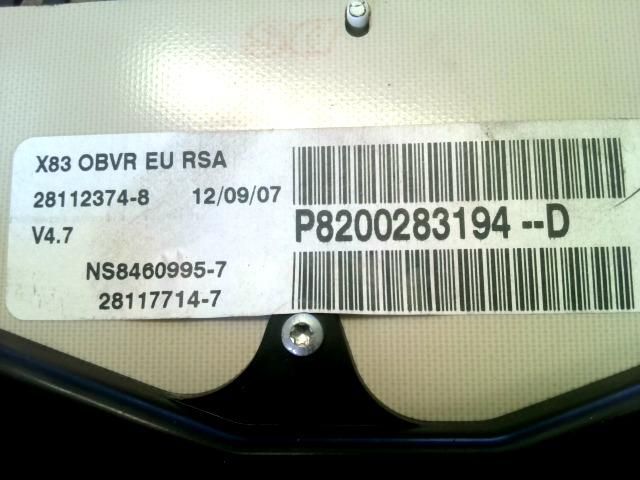 X83 OBVR EU RSA
28112374-8 12/09/07
V4.7
P8200283194 --D
NS8460995-7
28117714-7